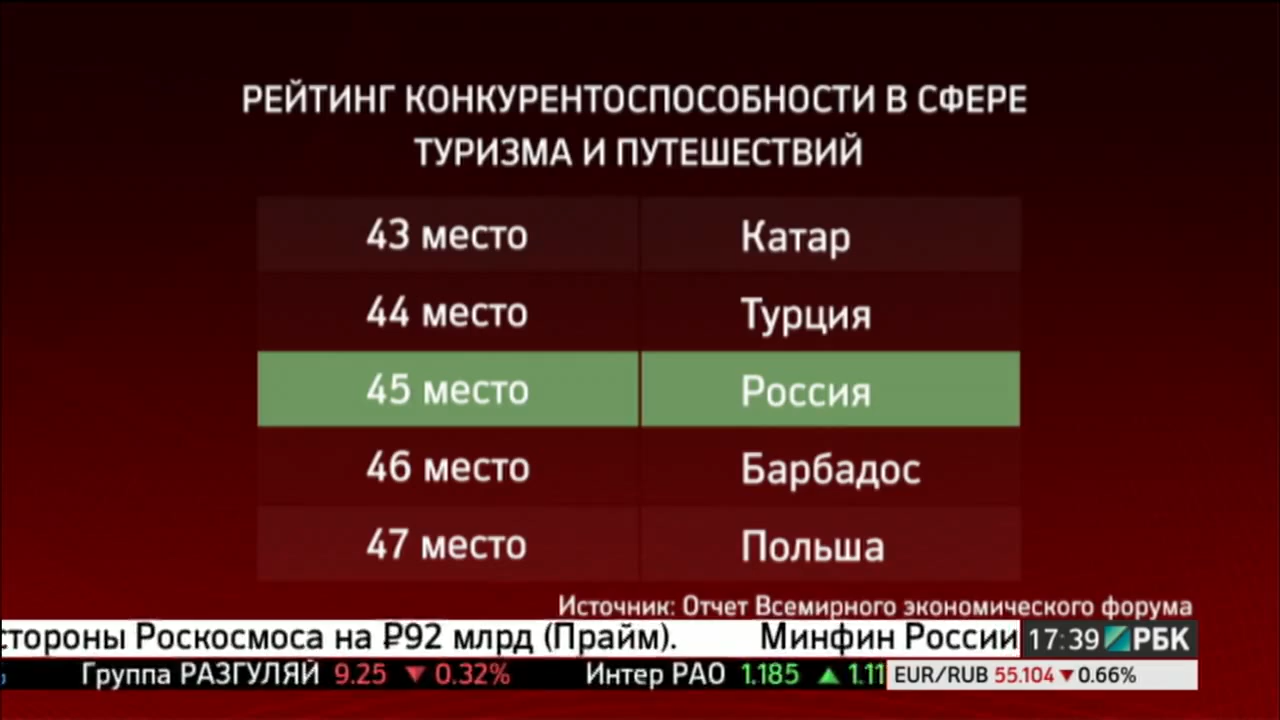 РЕЙТИНГ КОНКУРЕНТОСПОСОБНОСТИ В СФЕРЕ
ТУРИЗМА И ПУТЕШЕСТВИЙ
43 место Катар
44 место Турция
45 место Россия
46 место Барбадос
47 место Польша
Источник: Отчет Всемирного экономического форума
стороны Роскосмоса на ₽92 млрд (Прайм). Минфин России 17:39 РБК
Группа РАЗГУЛЯЙ 9.25 ▼ 0.32% Интер РАО 1.185 ▲ 1.11 EUR/RUB 55.104 ▼ 0.66%